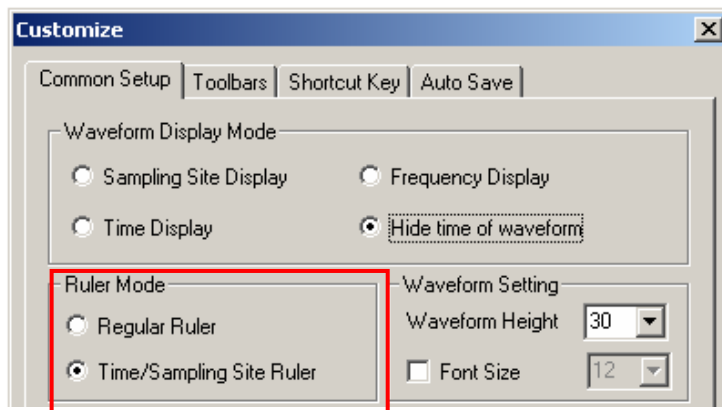 Customize
Common Setup Toolbars Shortcut Key Auto Save
Waveform Display Mode
Sampling Site Display Frequency Display
Time Display Hide time of waveform
Ruler Mode Waveform Setting
Regular Ruler Waveform Height 30
Time/Sampling Site Ruler Font Size 12